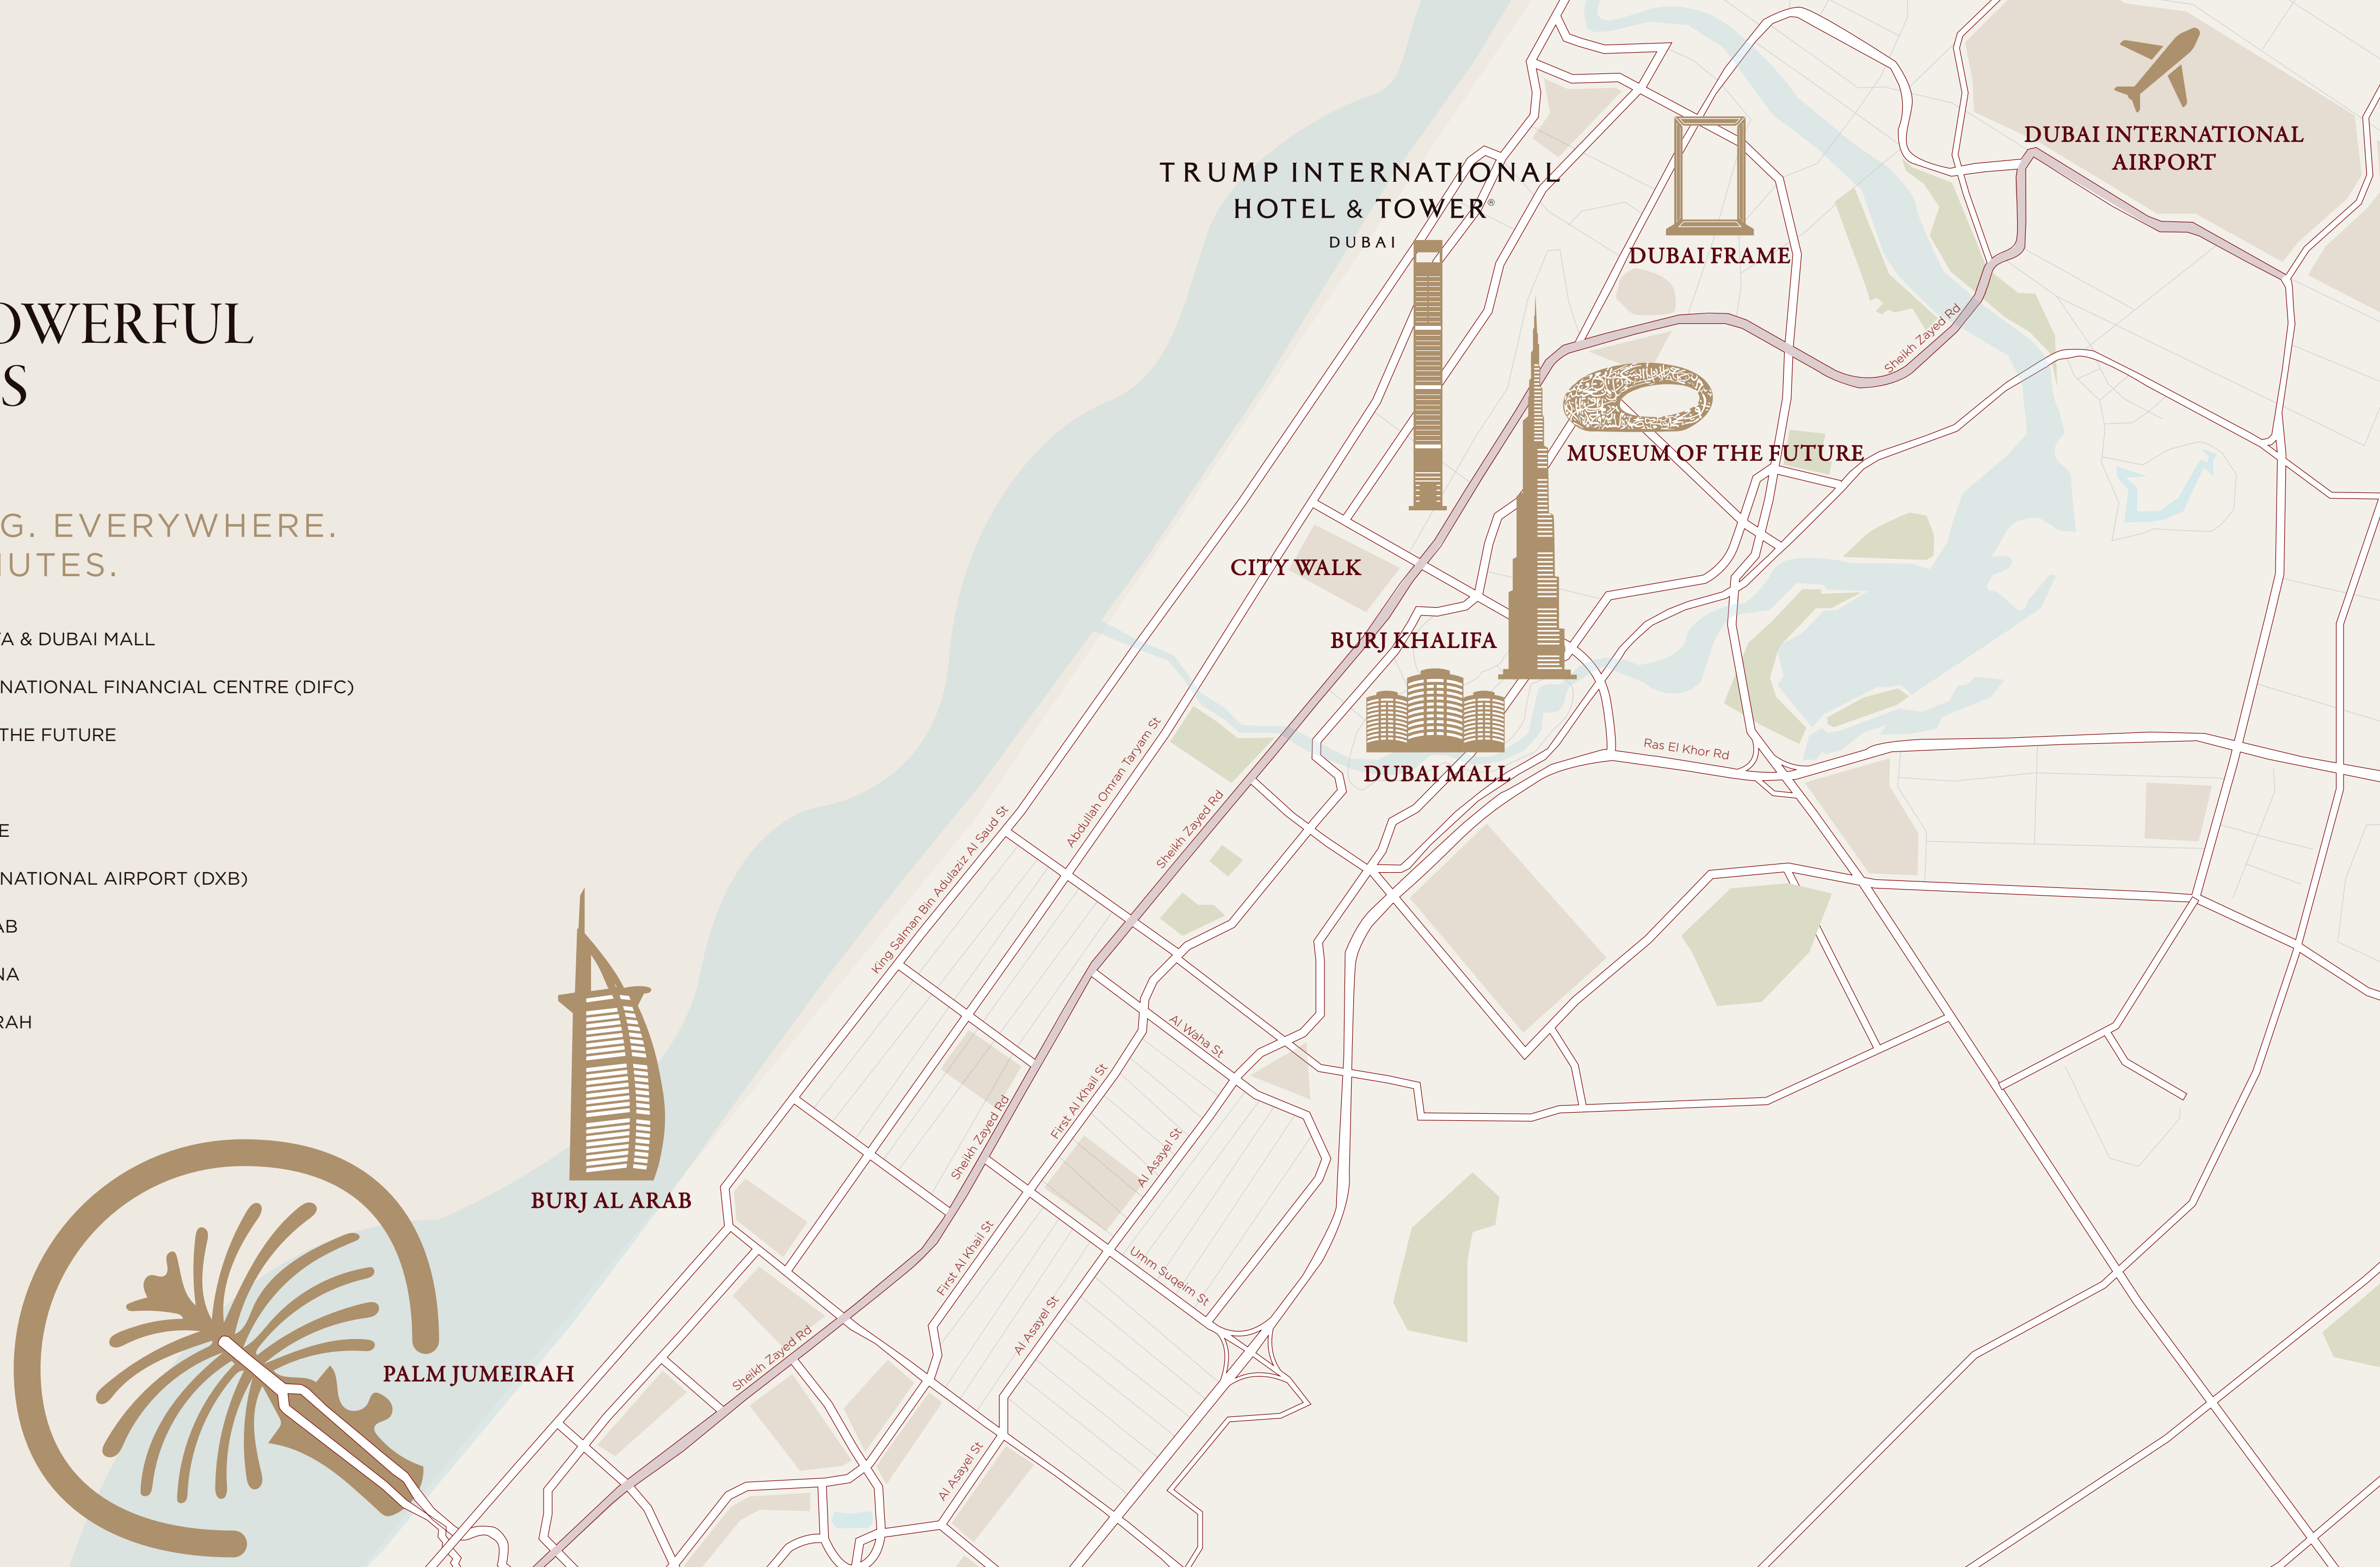 OWERFUL
S
G. EVERYWHERE.
NUTES.
FA & DUBAI MALL
NATIONAL FINANCIAL CENTRE (DIFC)
THE FUTURE
E
NATIONAL AIRPORT (DXB)
AB
NA
RAH
TRUMP INTERNATIONAL
HOTEL & TOWER®
DUBAI
DUBAI INTERNATIONAL
AIRPORT
DUBAI FRAME
Sheikh Zayed Rd
MUSEUM OF THE FUTURE
CITY WALK
BURJ KHALIFA
DUBAI MALL
Ras El Khor Rd
Abdullah Omran Taryam St
Sheikh Zayed Rd
King Salman Bin Adulaziz Al Saud St
Al Waha St
First Al Khail St
Sheikh Zayed Rd
Al Asayel St
BURJ AL ARAB
First Al Khail St
Umm Suqeim St
Al Asayel St
Sheikh Zayed Rd
PALM JUMEIRAH
Al Asayel St